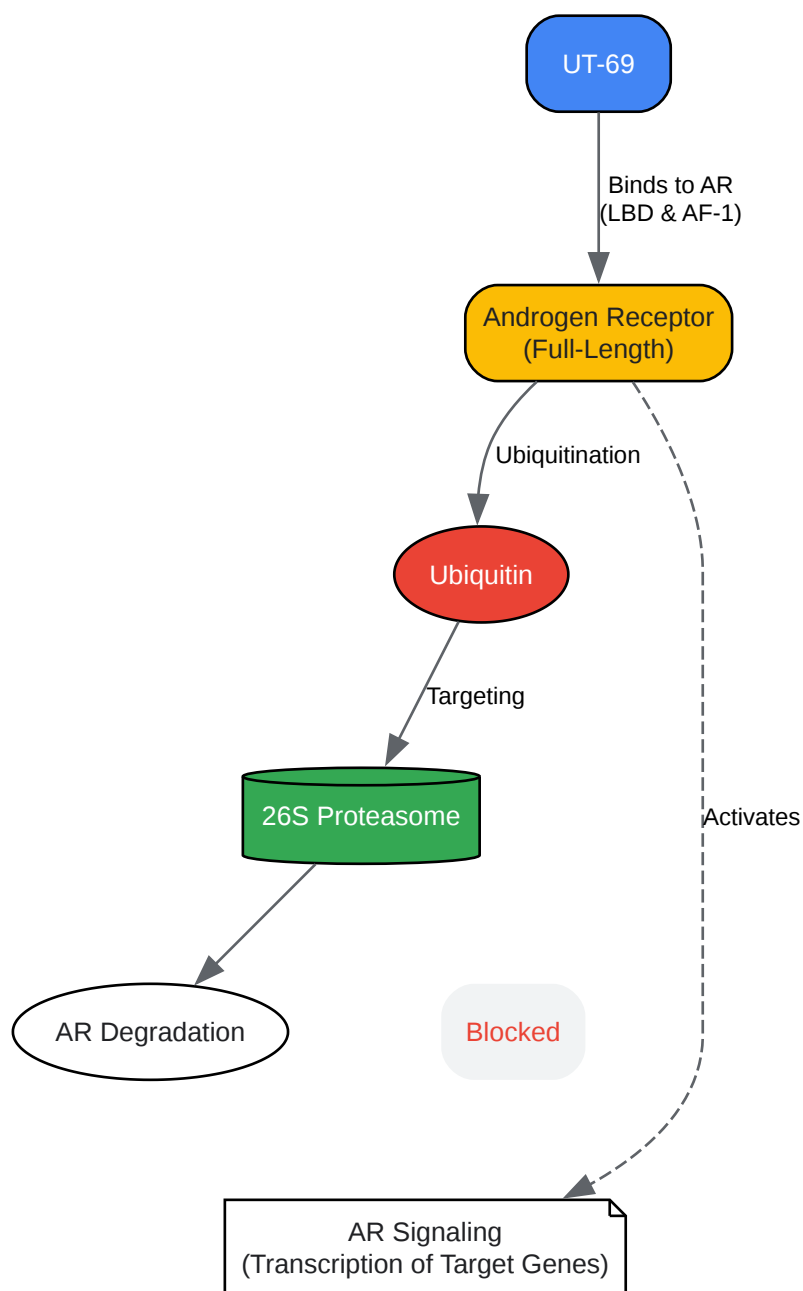 UT-69
Binds to AR
(LBD & AF-1)
Androgen Receptor
(Full-Length)
Ubiquitination
Ubiquitin
Targeting
26S Proteasome
Activates
AR Degradation
Blocked
AR Signaling
(Transcription of Target Genes)